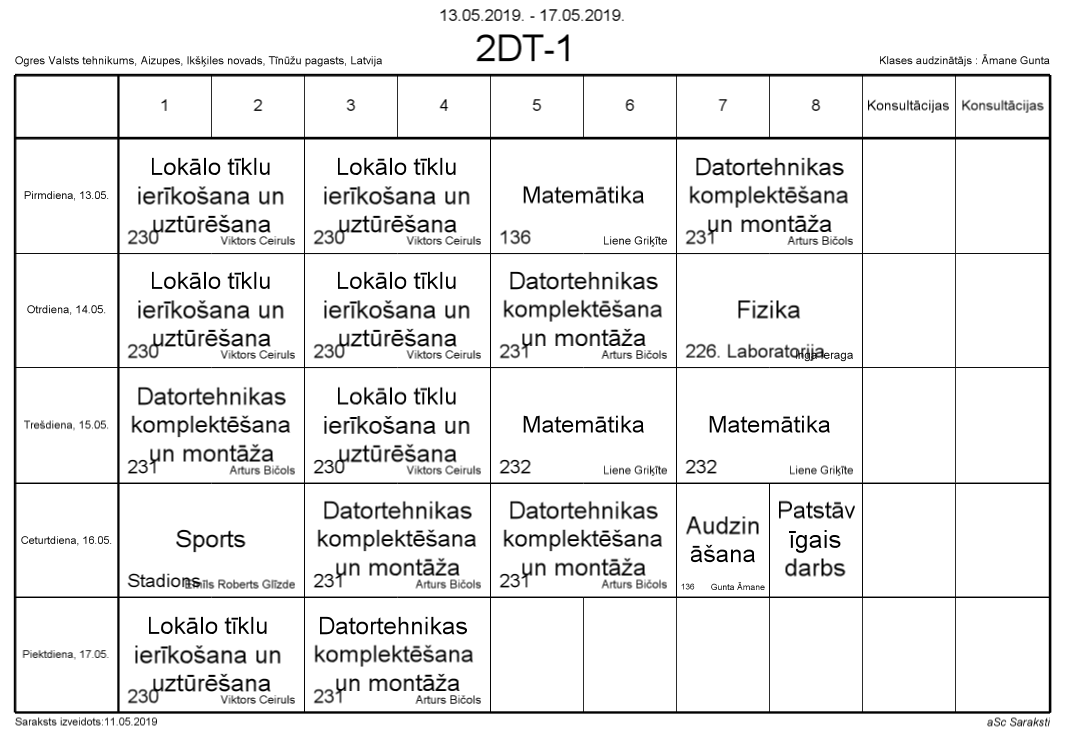 13.05.2019. - 17.05.2019.
2DT-1
Ogres Valsts tehnikums, Aizupes, Ikšķiles novads, Tīnūžu pagasts, Latvija
Klases audzinātājs : Āmane Gunta
1 2 3 4 5 6 7 8 Konsultācijas Konsultācijas
Pirmdiena, 13.05.
Lokālo tīklu
ierīkošana un
uztūrēšana
230 Viktors Ceiruls
Lokālo tīklu
ierīkošana un
uztūrēšana
230 Viktors Ceiruls
Matemātika
136 Liene Griķīte
Datortehnikas
komplektēšana
un montāža
231 Arturs Bičols
Otrdiena, 14.05.
Lokālo tīklu
ierīkošana un
uztūrēšana
230 Viktors Ceiruls
Lokālo tīklu
ierīkošana un
uztūrēšana
230 Viktors Ceiruls
Datortehnikas
komplektēšana
un montāža
231 Arturs Bičols
Fizika
226. Laboratorija Inga Ieraga
Trešdiena, 15.05.
Datortehnikas
komplektēšana
un montāža
231 Arturs Bičols
Lokālo tīklu
ierīkošana un
uztūrēšana
230 Viktors Ceiruls
Matemātika
232 Liene Griķīte
Matemātika
232 Liene Griķīte
Ceturtdiena, 16.05.
Sports
Stadions Emīls Roberts Glīzde
Datortehnikas
komplektēšana
un montāža
231 Arturs Bičols
Datortehnikas
komplektēšana
un montāža
231 Arturs Bičols
Audzin
āšana
136 Gunta Āmane
Patstāv
īgais
darbs
Piektdiena, 17.05.
Lokālo tīklu
ierīkošana un
uztūrēšana
230 Viktors Ceiruls
Datortehnikas
komplektēšana
un montāža
231 Arturs Bičols
Saraksts izveidots:11.05.2019
aSc Saraksti